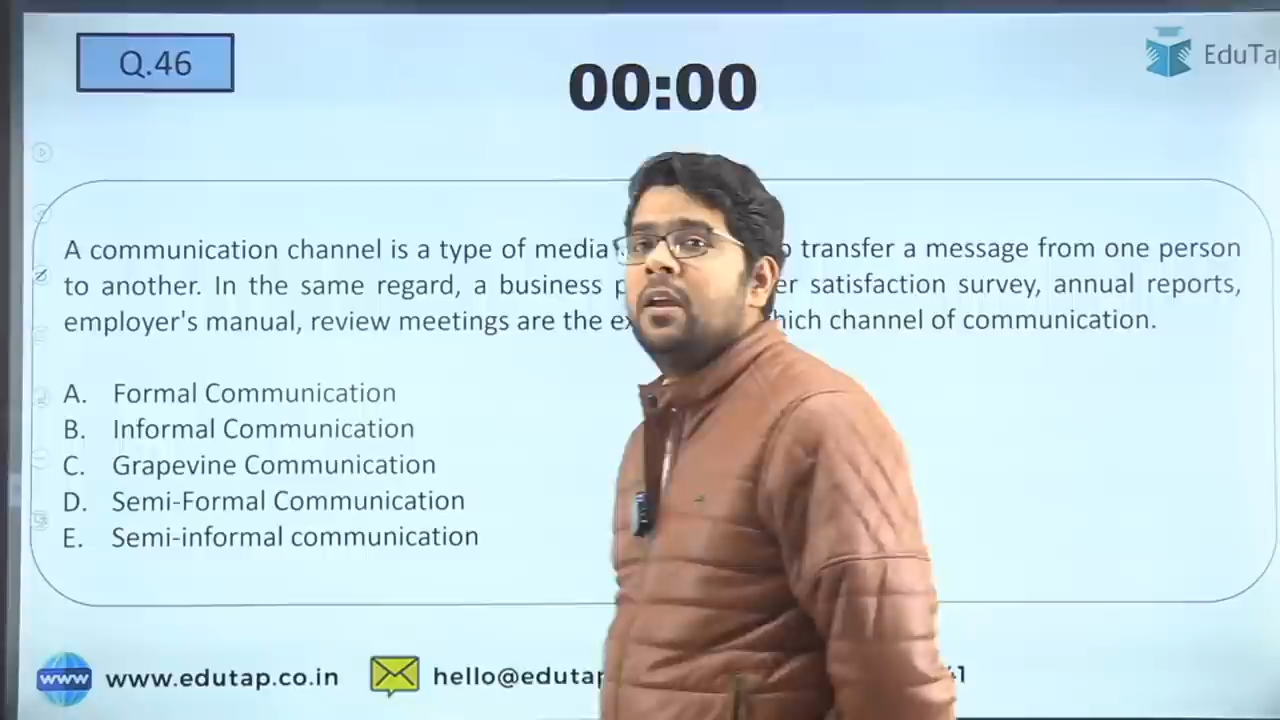 Q.46
00:00
EduTa
A communication channel is a type of media transfer a message from one person
to another. In the same regard, a business satisfaction survey, annual reports,
employer's manual, review meetings are the channel of communication.
A. Formal Communication
B. Informal Communication
C. Grapevine Communication
D. Semi-Formal Communication
E. Semi-informal communication
www www.edutap.co.in hello@edutap